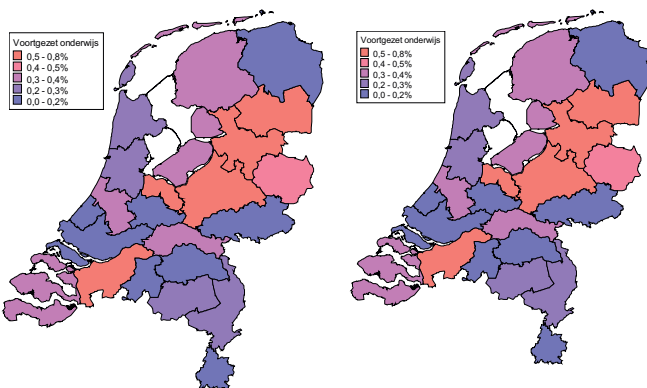 Voortgezet onderwijs
0,5 - 0,8%
0,4 - 0,5%
0,3 - 0,4%
0,2 - 0,3%
0,0 - 0,2%
Voortgezet onderwijs
0,5 - 0,8%
0,4 - 0,5%
0,3 - 0,4%
0,2 - 0,3%
0,0 - 0,2%